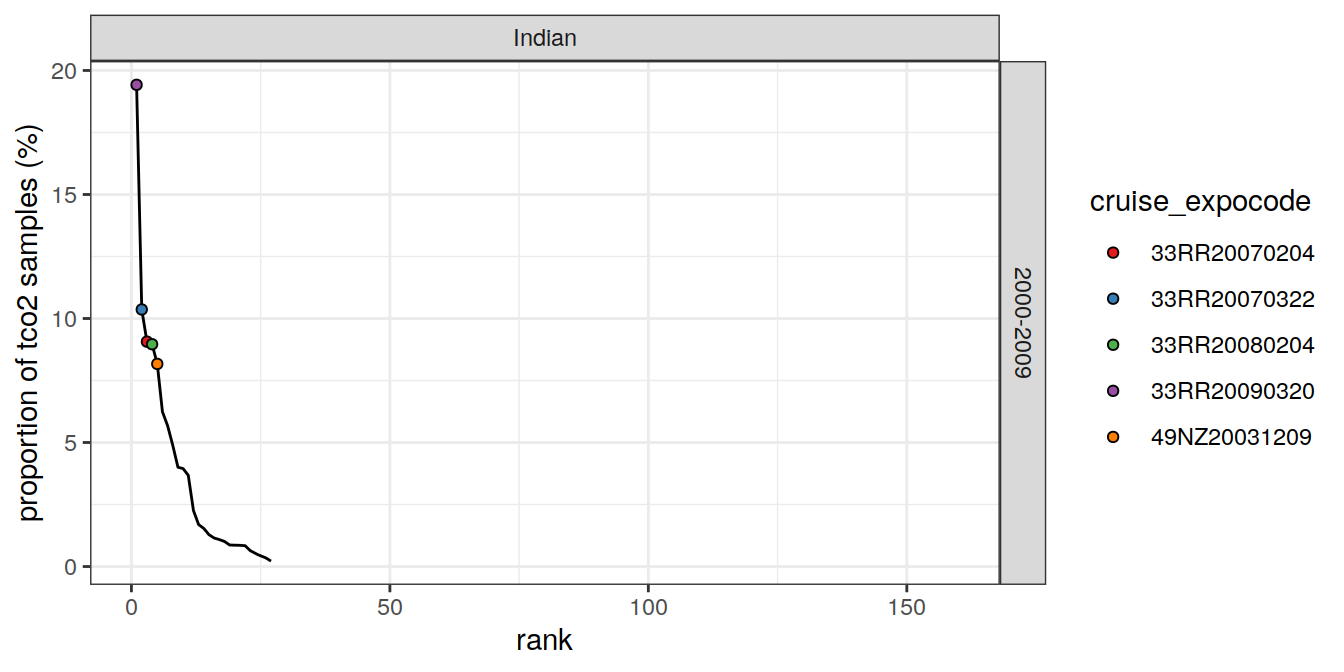 Indian
20
15
10
5
0
proportion of tco2 samples (%)
0
50
100
150
rank
2000-2009
cruise_expocode
33RR20070204
33RR20070322
33RR20080204
33RR20090320
49NZ20031209